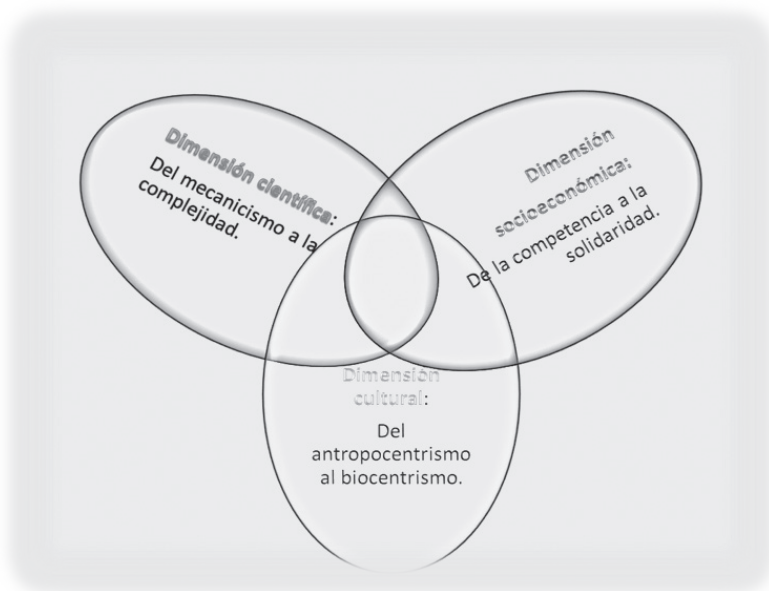 Dimensión científica:
Del mecanicismo a la
complejidad.
Dimensión
socioeconómica:
De la competencia a la
solidaridad.
Dimensión
cultural:
Del
antropocentrismo
al biocentrismo.